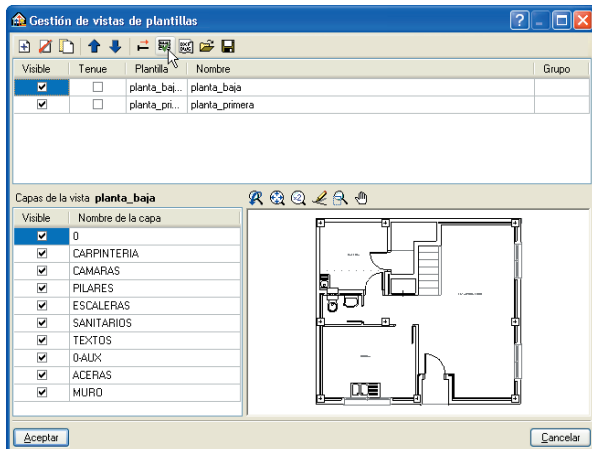 Gestión de vistas de plantillas
Visible Tenue Plantilla Nombre Grupo
planta_baj... planta_baja
planta_pri... planta_primera
Capas de la vista planta_baja
Visible Nombre de la capa
0
CARPINTERIA
CAMARAS
PILARES
ESCALERAS
SANITARIOS
TEXTOS
0-AUX
ACERAS
MURO
Aceptar Cancelar